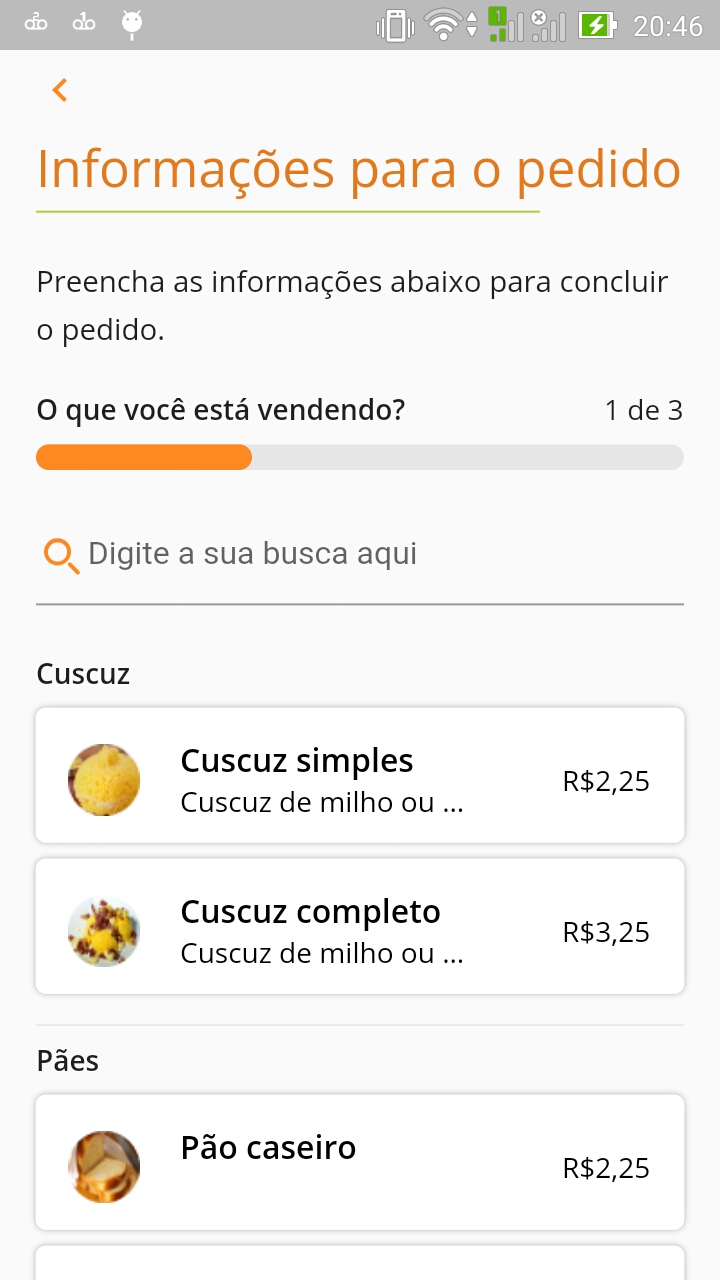 20:46
Informações para o pedido
Preencha as informações abaixo para concluir
o pedido.
O que você está vendendo? 1 de 3
Digite a sua busca aqui
Cuscuz
Cuscuz simples
Cuscuz de milho ou ...
R$2,25
Cuscuz completo
Cuscuz de milho ou ...
R$3,25
Pães
Pão caseiro
R$2,25